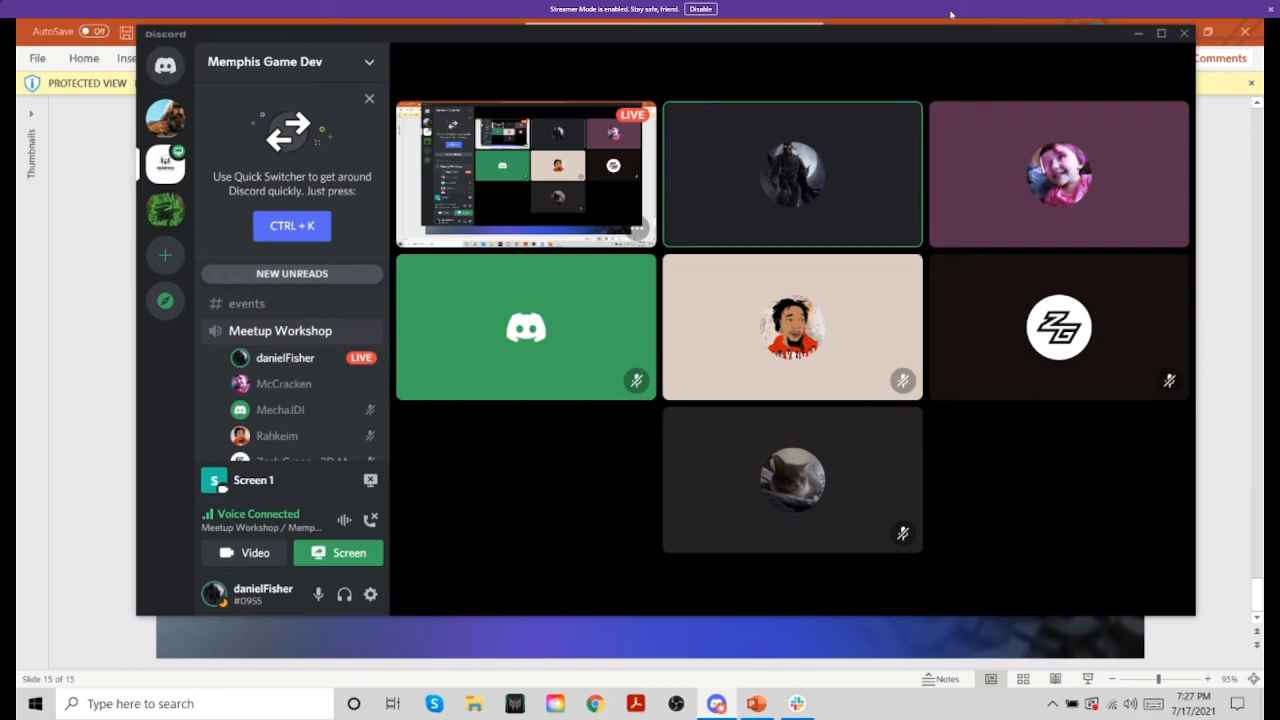 Streamer Mode is enabled. Stay safe, friend. Disable
AutoSave Off
Discord
File Home Inse
Comments
PROTECTED VIEW
Thumbnails
Memphis Game Dev
Use Quick Switcher to get around
Discord quickly. Just press:
CTRL + K
NEW UNREADS
# events
Meetup Workshop
danielFisher LIVE
McCracken
MechaJDI
Rahkeim
S Screen 1
Voice Connected
Meetup Workshop / Memp...
Video Screen
danielFisher
#0955
LIVE
ZG
Slide 15 of 15
Notes
95%
Type here to search
7:27 PM
7/17/2021